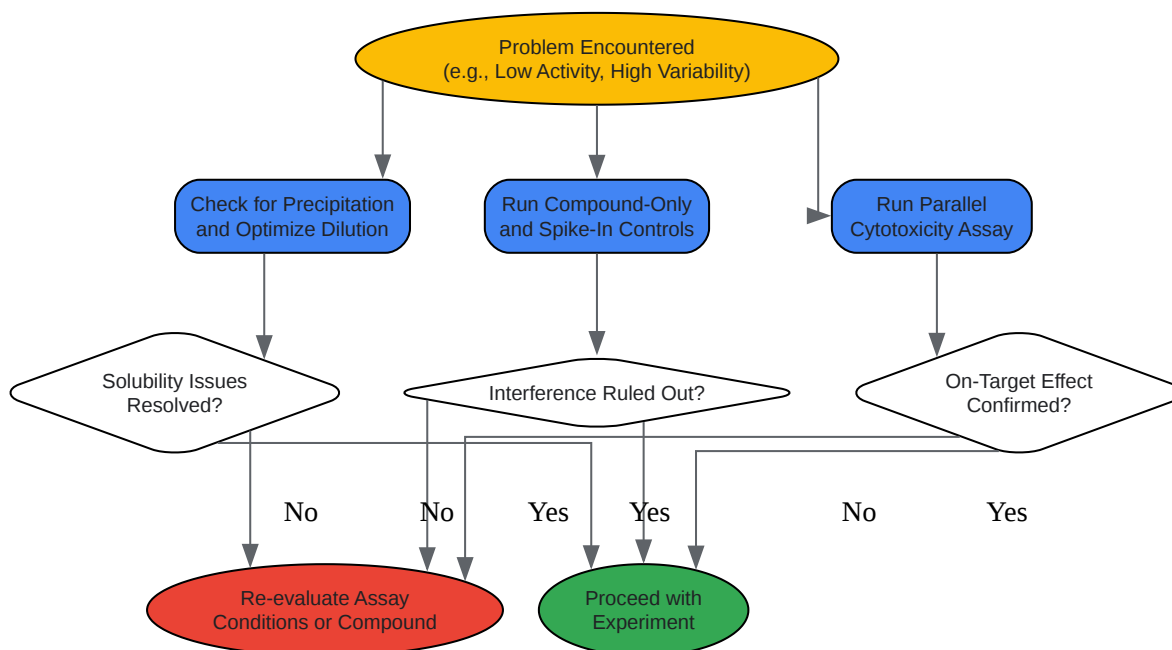 Problem Encountered
(e.g., Low Activity, High Variability)
Check for Precipitation
and Optimize Dilution
Run Compound-Only
and Spike-In Controls
Run Parallel
Cytotoxicity Assay
Solubility Issues
Resolved?
Interference Ruled Out?
On-Target Effect
Confirmed?
No
No
Yes
Yes
No
Yes
Re-evaluate Assay
Conditions or Compound
Proceed with
Experiment